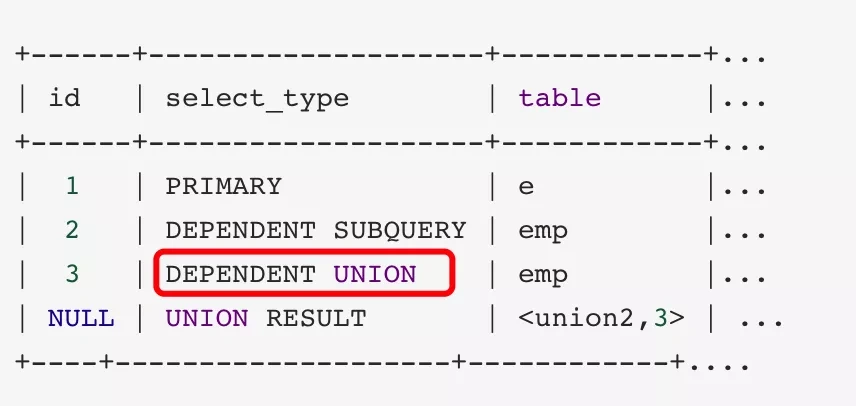 +------+--------------------+------------+...
| id   | select_type        | table      |...
+------+--------------------+------------+...
|  1   | PRIMARY            | e          |...
|  2   | DEPENDENT SUBQUERY | emp        |...
|  3   | DEPENDENT UNION    | emp        |...
| NULL | UNION RESULT       | <union2,3> | ...
+----+--------------------+------------+....